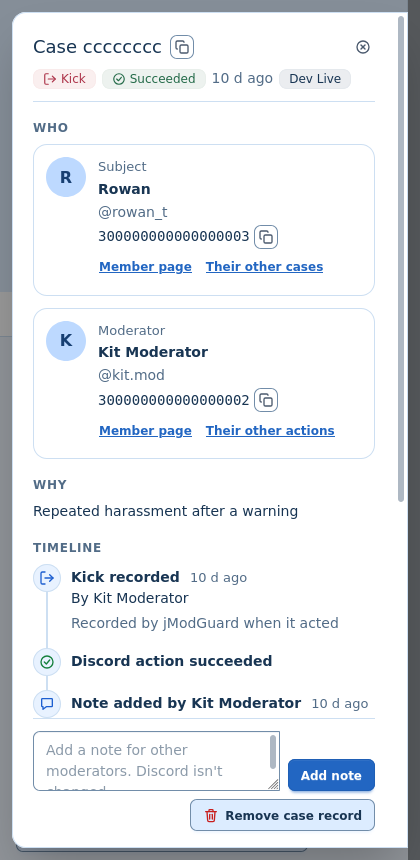 Case cccccccc
Kick
Succeeded
10 d ago
Dev Live
WHO
R
Subject
Rowan
@rowan_t
300000000000000003
Member page Their other cases
K
Moderator
Kit Moderator
@kit.mod
300000000000000002
Member page Their other actions
WHY
Repeated harassment after a warning
TIMELINE
Kick recorded 10 d ago
By Kit Moderator
Recorded by jModGuard when it acted
Discord action succeeded
Note added by Kit Moderator 10 d ago
Add a note for other
moderators. Discord isn't
Add note
Remove case record